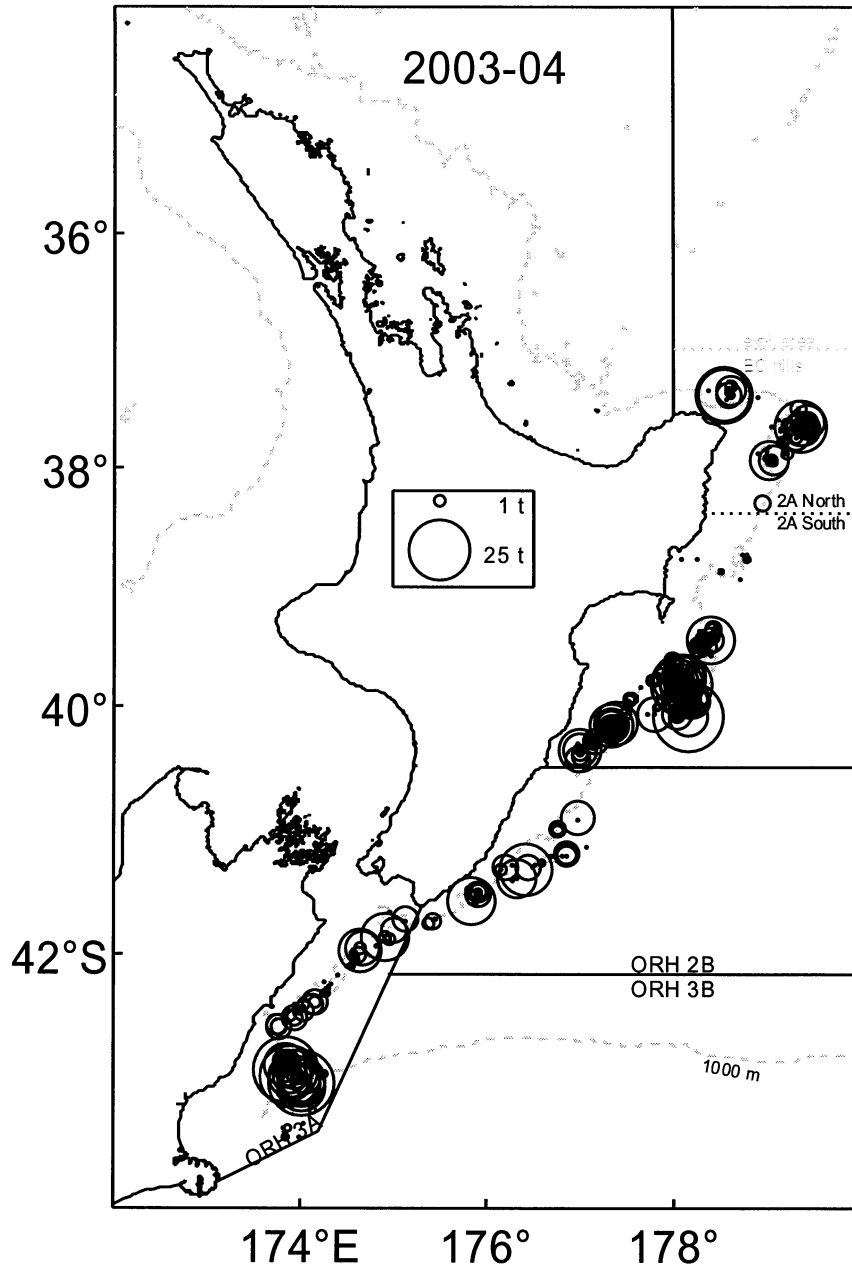 2003-04
36°
EC hills
38°
1 t
2A North
2A South
25 t
40°
42°S
ORH 2B
ORH 3B
1000 m
ORH 3A
174°E 176° 178°